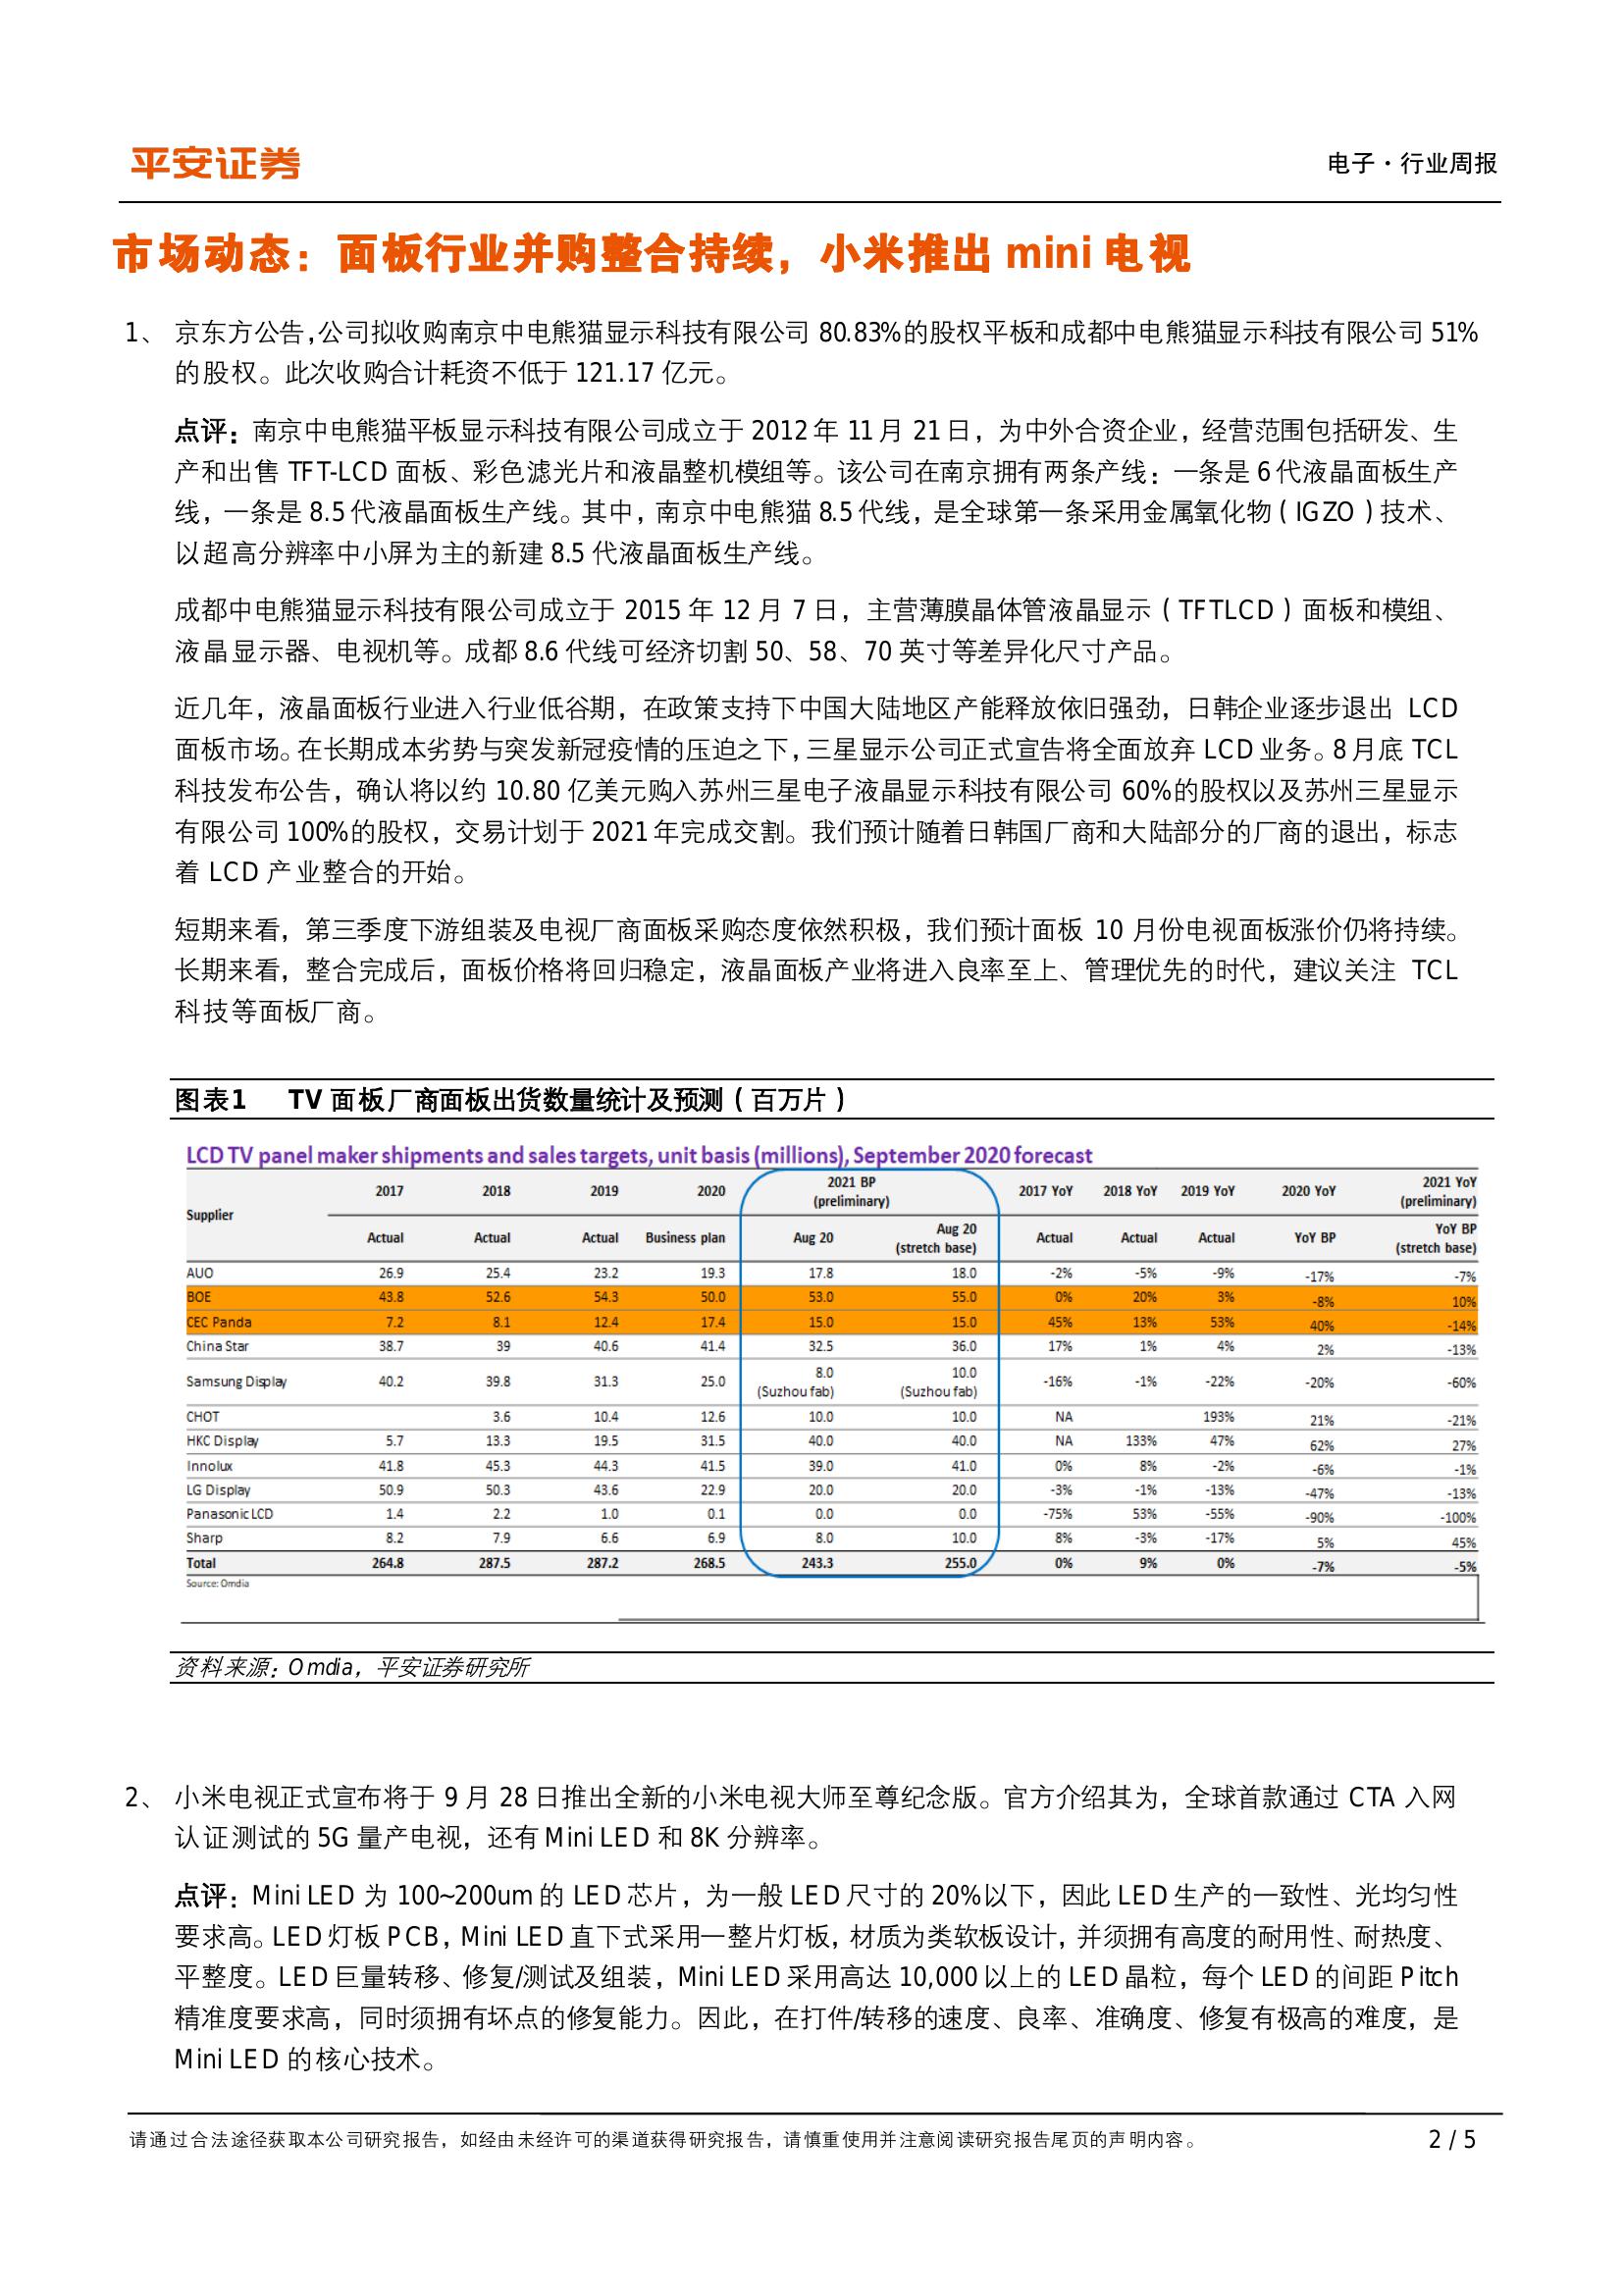 平安证券
电子·行业周报
市场动态：面板行业并购整合持续，小米推出 mini 电视
1、 京东方公告，公司拟收购南京中电熊猫显示科技有限公司 80.83%的股权平板和成都中电熊猫显示科技有限公司 51%
的股权。此次收购合计耗资不低于 121.17 亿元。
点评：南京中电熊猫平板显示科技有限公司成立于 2012 年 11 月 21 日，为中外合资企业，经营范围包括研发、生
产和出售 TFT-LCD 面板、彩色滤光片和液晶整机模组等。该公司在南京拥有两条产线：一条是 6 代液晶面板生产
线，一条是 8.5 代液晶面板生产线。其中，南京中电熊猫 8.5 代线，是全球第一条采用金属氧化物（IGZO）技术、
以超高分辨率中小屏为主的新建 8.5 代液晶面板生产线。
成都中电熊猫显示科技有限公司成立于 2015 年 12 月 7 日，主营薄膜晶体管液晶显示（TFTLCD）面板和模组、
液晶显示器、电视机等。成都 8.6 代线可经济切割 50、58、70 英寸等差异化尺寸产品。
近几年，液晶面板行业进入行业低谷期，在政策支持下中国大陆地区产能释放依旧强劲，日韩企业逐步退出 LCD
面板市场。在长期成本劣势与突发新冠疫情的压迫之下，三星显示公司正式宣告将全面放弃 LCD 业务。8 月底 TCL
科技发布公告，确认将以约 10.80 亿美元购入苏州三星电子液晶显示科技有限公司 60%的股权以及苏州三星显示
有限公司 100%的股权，交易计划于 2021 年完成交割。我们预计随着日韩国厂商和大陆部分的厂商的退出，标志
着 LCD 产业整合的开始。
短期来看，第三季度下游组装及电视厂商面板采购态度依然积极，我们预计面板 10 月份电视面板涨价仍将持续。
长期来看，整合完成后，面板价格将回归稳定，液晶面板产业将进入良率至上、管理优先的时代，建议关注 TCL
科技等面板厂商。
图表1 TV 面板厂商面板出货数量统计及预测（百万片）
LCD TV panel maker shipments and sales targets, unit basis (millions), September 2020 forecast
Supplier 2017 2018 2019 2020 2021 BP (preliminary) 2017 YoY 2018 YoY 2019 YoY 2020 YoY 2021 YoY (preliminary)
Actual Actual Actual Business plan Aug 20 Aug 20 (stretch base) Actual Actual Actual YoY BP YoY BP (stretch base)
AUO 26.9 25.4 23.2 19.3 17.8 18.0 -2% -5% -9% -17% -7%
BOE 43.8 52.6 54.3 50.0 53.0 55.0 0% 20% 3% -8% 10%
CEC Panda 7.2 8.1 12.4 17.4 15.0 15.0 45% 13% 53% 40% -14%
China Star 38.7 39 40.6 41.4 32.5 36.0 17% 1% 4% 2% -13%
Samsung Display 40.2 39.8 31.3 25.0 8.0 (Suzhou fab) 10.0 (Suzhou fab) -16% -1% -22% -20% -60%
CHOT 3.6 10.4 12.6 10.0 10.0 NA 193% 21% -21%
HKC Display 5.7 13.3 19.5 31.5 40.0 40.0 NA 133% 47% 62% 27%
Innolux 41.8 45.3 44.3 41.5 39.0 41.0 0% 8% -2% -6% -1%
LG Display 50.9 50.3 43.6 22.9 20.0 20.0 -3% -1% -13% -47% -13%
Panasonic LCD 1.4 2.2 1.0 0.1 0.0 0.0 -75% 53% -55% -90% -100%
Sharp 8.2 7.9 6.6 6.9 8.0 10.0 8% -3% -17% 5% 45%
Total 264.8 287.5 287.2 268.5 243.3 255.0 0% 9% 0% -7% -5%
Source: Omdia
资料来源：Omdia，平安证券研究所
2、 小米电视正式宣布将于 9 月 28 日推出全新的小米电视大师至尊纪念版。官方介绍其为，全球首款通过 CTA 入网
认证测试的 5G 量产电视，还有 Mini LED 和 8K 分辨率。
点评：Mini LED 为 100~200um 的 LED 芯片，为一般 LED 尺寸的 20%以下，因此 LED 生产的一致性、光均匀性
要求高。LED 灯板 PCB，Mini LED 直下式采用一整片灯板，材质为类软板设计，并须拥有高度的耐用性、耐热度、
平整度。LED 巨量转移、修复/测试及组装，Mini LED 采用高达 10,000 以上的 LED 晶粒，每个 LED 的间距 Pitch
精准度要求高，同时须拥有坏点的修复能力。因此，在打件/转移的速度、良率、准确度、修复有极高的难度，是
Mini LED 的核心技术。
请通过合法途径获取本公司研究报告，如经由未经许可的渠道获得研究报告，请慎重使用并注意阅读研究报告尾页的声明内容。
2 / 5